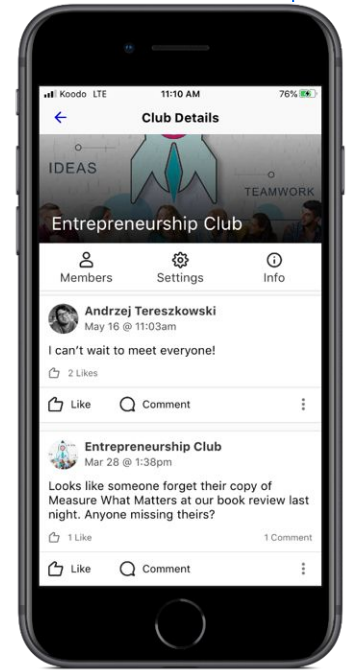 Koodo LTE 11:10 AM 76%
Club Details
IDEAS
TEAMWORK
Entrepreneurship Club
Members Settings Info
Andrzej Tereszkowski
May 16 @ 11:03am
I can't wait to meet everyone!
2 Likes
Like Comment
Entrepreneurship Club
Mar 28 @ 1:38pm
Looks like someone forget their copy of
Measure What Matters at our book review last
night. Anyone missing theirs?
1 Like 1 Comment
Like Comment